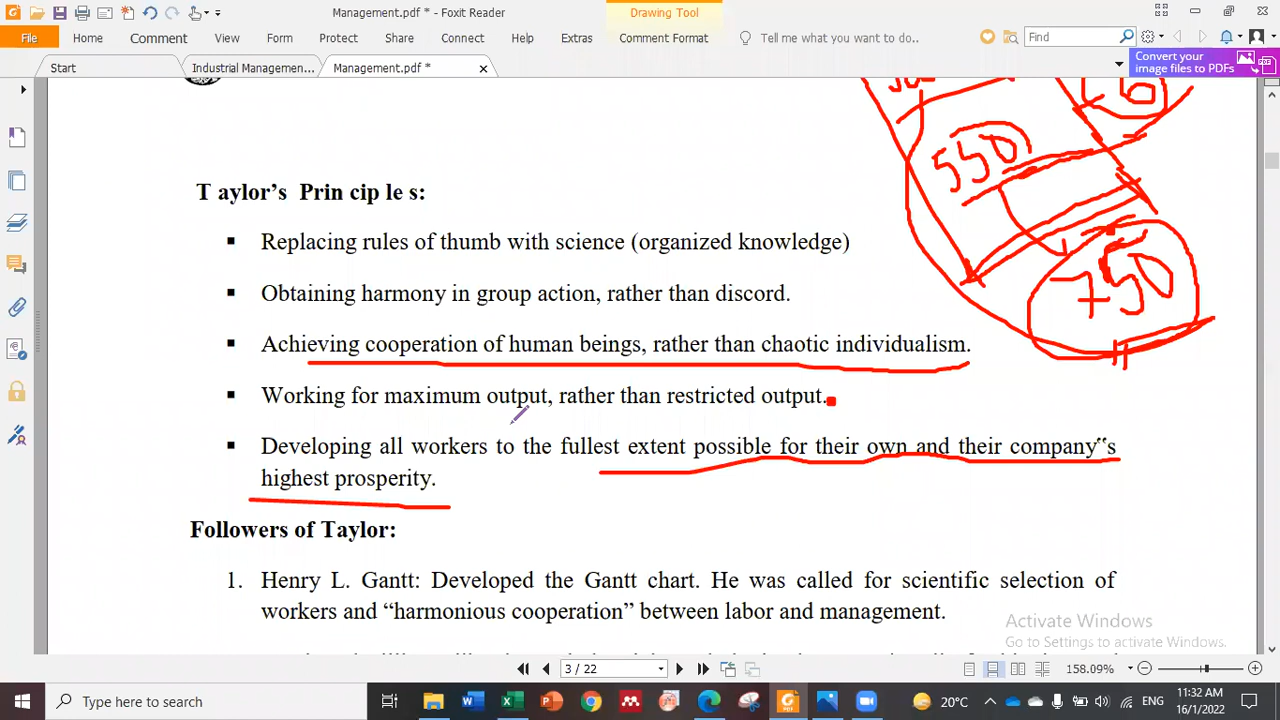 Management.pdf * - Foxit Reader
Drawing Tool
File Home Comment View Form Protect Share Connect Help Extras Comment Format Tell me what you want to do.. Find
Start Industrial Managemen... Management.pdf *
Convert your
image files to PDFs
6
550
750
T aylor’s Prin cip le s:
▪ Replacing rules of thumb with science (organized knowledge)
▪ Obtaining harmony in group action, rather than discord.
▪ Achieving cooperation of human beings, rather than chaotic individualism.
▪ Working for maximum output, rather than restricted output.
▪ Developing all workers to the fullest extent possible for their own and their company‟s
highest prosperity.
Followers of Taylor:
1. Henry L. Gantt: Developed the Gantt chart. He was called for scientific selection of
workers and “harmonious cooperation” between labor and management.
Activate Windows
Go to Settings to activate Windows.
3 / 22 158.09%
Type here to search
20°C ENG
11:32 AM
16/1/2022